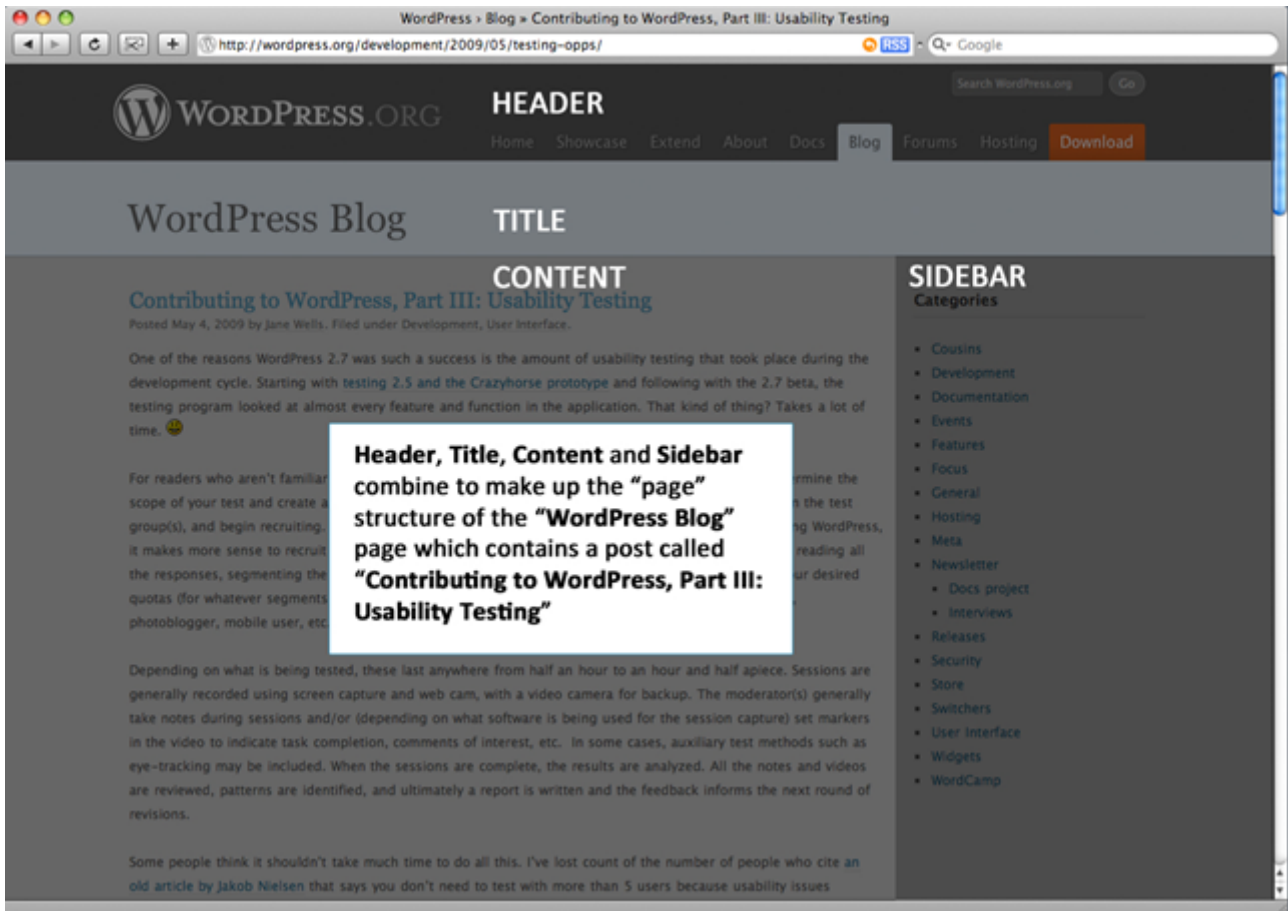 WordPress › Blog » Contributing to WordPress, Part III: Usability Testing
http://wordpress.org/development/2009/05/testing-opps/ RSS Google
Search WordPress.org Go
WORDPRESS.ORG HEADER
Home Showcase Extend About Docs Blog Forums Hosting Download
WordPress Blog TITLE
CONTENT
Contributing to WordPress, Part III: Usability Testing
Posted May 4, 2009 by Jane Wells. Filed under Development, User Interface.
One of the reasons WordPress 2.7 was such a success is the amount of usability testing that took place during the
development cycle. Starting with testing 2.5 and the Crazyhorse prototype and following with the 2.7 beta, the
testing program looked at almost every feature and function in the application. That kind of thing? Takes a lot of
time.
For readers who aren't familiar
scope of your test and create a the test
group(s), and begin recruiting. WordPress,
it makes more sense to recruit reading all
the responses, segmenting the desired
quotas (for whatever segments
photoblogger, mobile user, etc
Header, Title, Content and Sidebar
combine to make up the “page”
structure of the “WordPress Blog”
page which contains a post called
“Contributing to WordPress, Part III:
Usability Testing”
Depending on what is being tested, these last anywhere from half an hour to an hour and half apiece. Sessions are
generally recorded using screen capture and web cam, with a video camera for backup. The moderator(s) generally
take notes during sessions and/or (depending on what software is being used for the session capture) set markers
in the video to indicate task completion, comments of interest, etc. In some cases, auxiliary test methods such as
eye-tracking may be included. When the sessions are complete, the results are analyzed. All the notes and videos
are reviewed, patterns are identified, and ultimately a report is written and the feedback informs the next round of
revisions.
Some people think it shouldn't take much time to do all this. I've lost count of the number of people who cite an
old article by Jakob Nielsen that says you don't need to test with more than 5 users because usability issues
SIDEBAR
Categories
Cousins
Development
Documentation
Events
Features
Focus
General
Hosting
Meta
Newsletter
Docs project
Interviews
Releases
Security
Store
Switchers
User Interface
Widgets
WordCamp